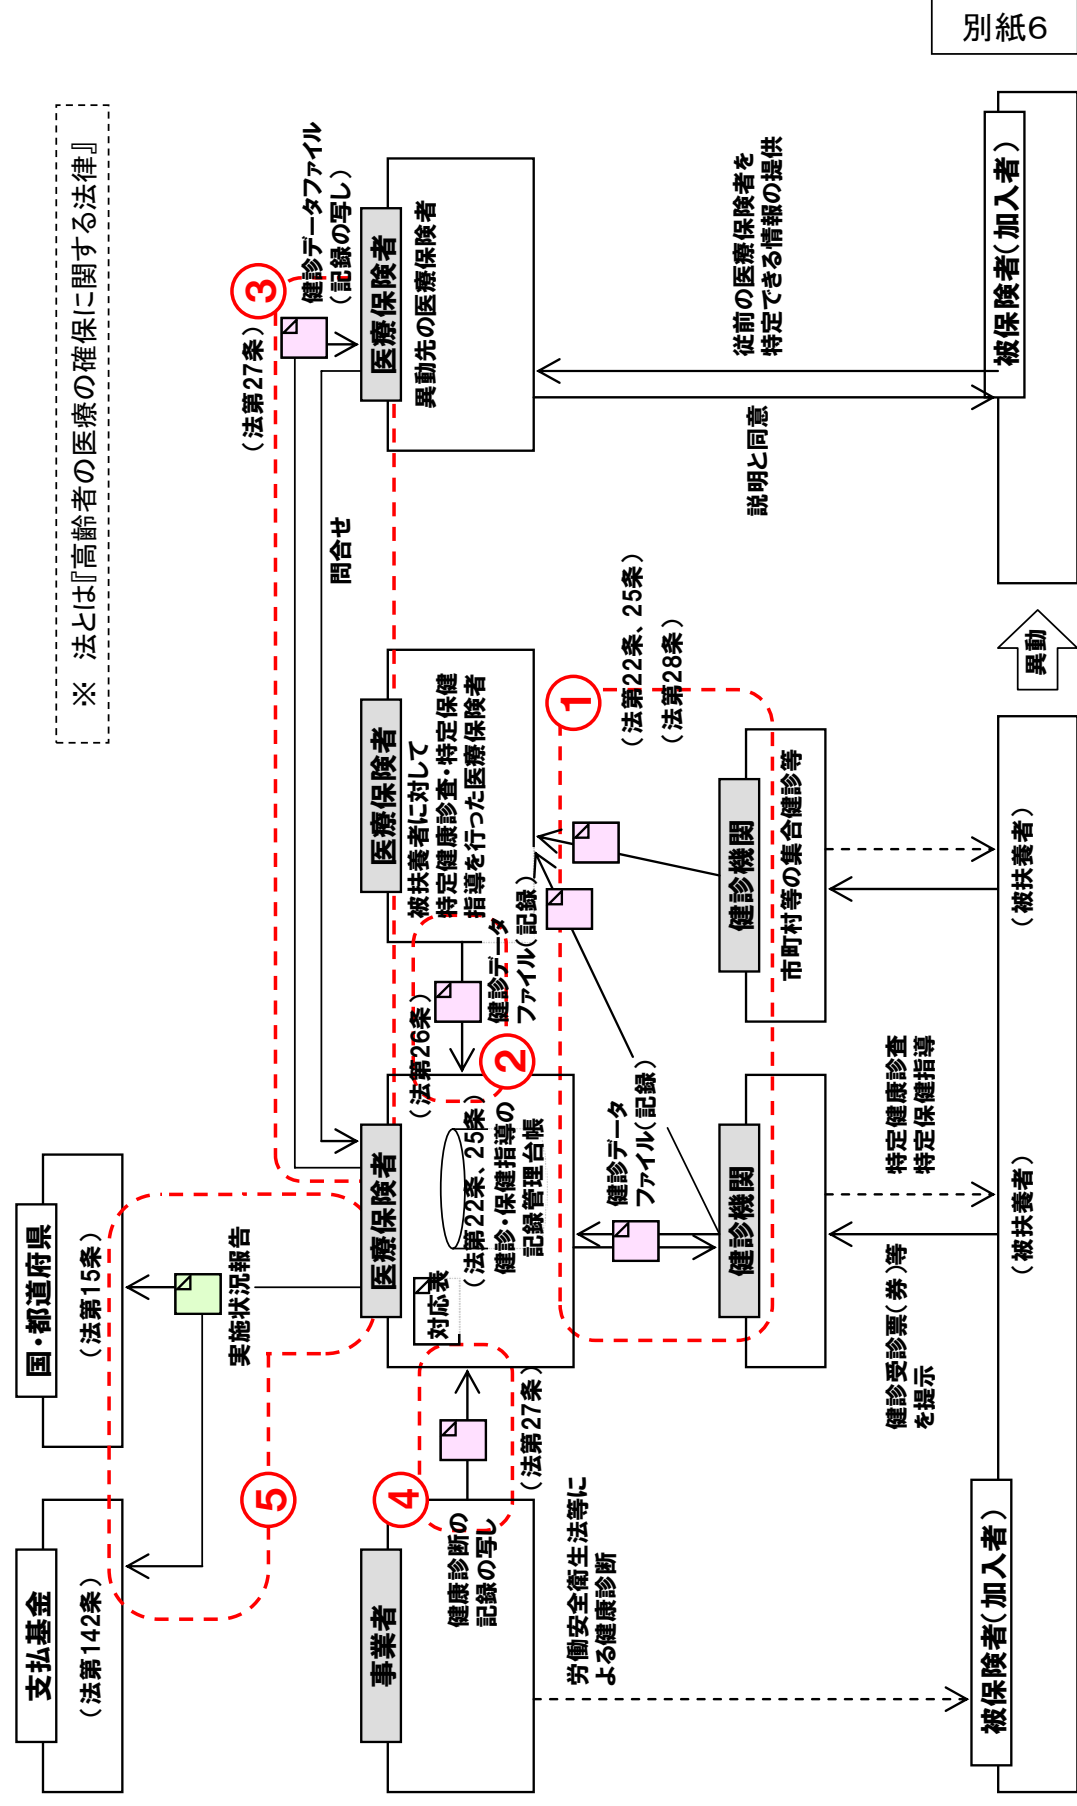 別紙6
※ 法とは『高齢者の医療の確保に関する法律』
支払基金
(法第142条)
国・都道府県
(法第15条)
実施状況報告
⑤
③
(法第27条)
健診データファイル
(記録の写し)
問合せ
事業者
健康診断の
記録の写し
④
(法第27条)
医療保険者
対応表
(法第22条、25条)
健診・保健指導の
記録管理台帳
(法第26条)
②
健診データ
ファイル(記録)
医療保険者
被扶養者に対して
特定健康診査・特定保健
指導を行った医療保険者
医療保険者
異動先の医療保険者
①
(法第22条、25条)
(法第28条)
労働安全衛生法等に
よる健康診断
健診データ
ファイル(記録)
健診機関
健診機関
市町村等の集合健診等
説明と同意
従前の医療保険者を
特定できる情報の提供
健診受診票(券)等
を提示
特定健康診査
特定保健指導
被保険者(加入者)
(被扶養者)
(被扶養者)
異動
被保険者(加入者)